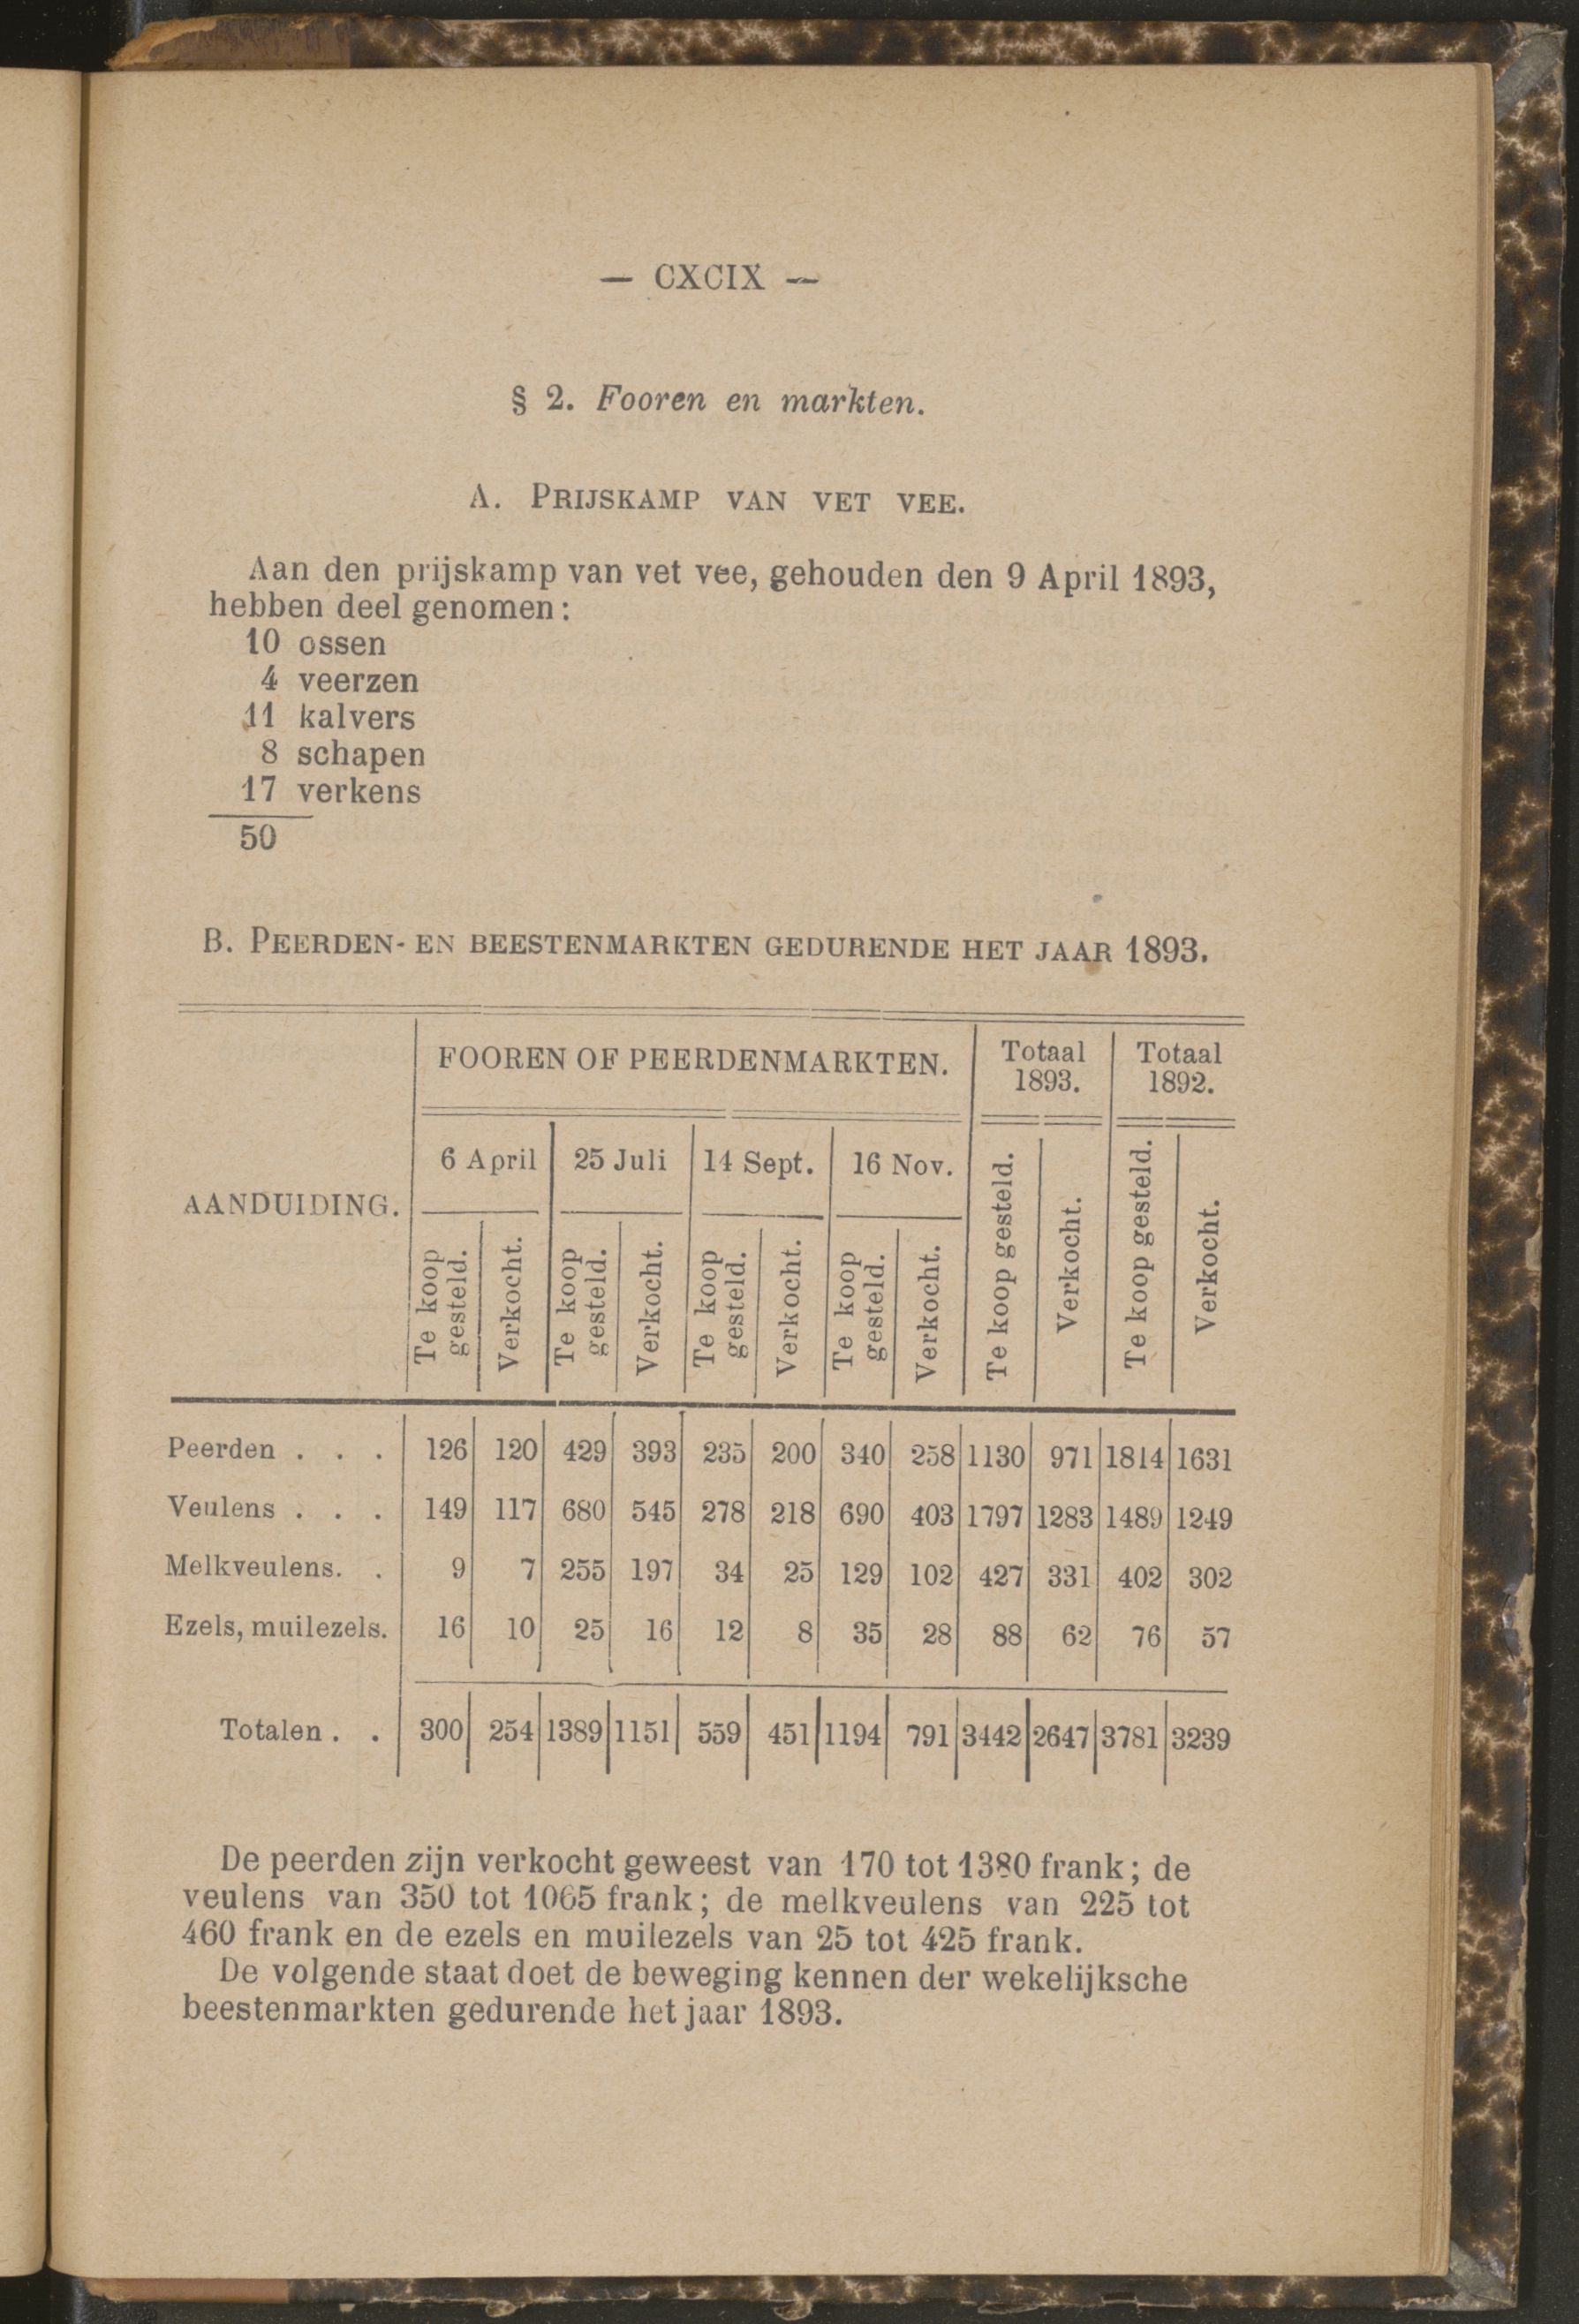 — CXCIX —
§ 2. Fooren en markten.
A. PRIJSKAMP VAN VET VEE.
Aan den prijskamp van vet vee, gehouden den 9 April 1893,
hebben deel genomen:
10 ossen
4 veerzen
11 kalvers
8 schapen
17 verkens
50
B. PEERDEN- EN BEESTENMARKTEN GEDURENDE HET JAAR 1893.
AANDUIDING.
FOOREN OF PEERDENMARKTEN.
Totaal 1893.
Totaal 1892.
6 April
25 Juli
14 Sept.
16 Nov.
Te koop gesteld.
Verkocht.
Te koop gesteld.
Verkocht.
Te koop gesteld.
Verkocht.
Te koop gesteld.
Verkocht.
Te koop gesteld.
Verkocht.
Te koop gesteld.
Verkocht.
Peerden . . . 126 120 429 393 235 200 340 258 1130 971 1814 1631
Veulens . . . 149 117 680 545 278 218 690 403 1797 1283 1489 1249
Melkveulens. . 9 7 255 197 34 25 129 102 427 331 402 302
Ezels, muilezels. 16 10 25 16 12 8 35 28 88 62 76 57
Totalen . . 300 254 1389 1151 559 451 1194 791 3442 2647 3781 3239
De peerden zijn verkocht geweest van 170 tot 1380 frank; de
veulens van 350 tot 1065 frank; de melkveulens van 225 tot
460 frank en de ezels en muilezels van 25 tot 425 frank.
De volgende staat doet de beweging kennen der wekelijksche
beestenmarkten gedurende het jaar 1893.